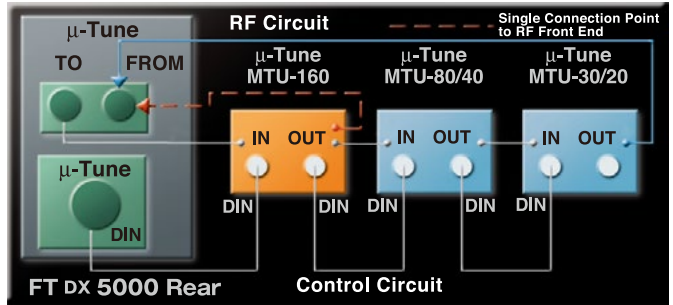 RF Circuit
Single Connection Point
to RF Front End
μ-Tune
TO FROM
μ-Tune
MTU-160
μ-Tune
MTU-80/40
μ-Tune
MTU-30/20
IN OUT
IN OUT
IN OUT
μ-Tune
DIN
DIN DIN
DIN DIN
DIN
FT DX 5000 Rear
Control Circuit